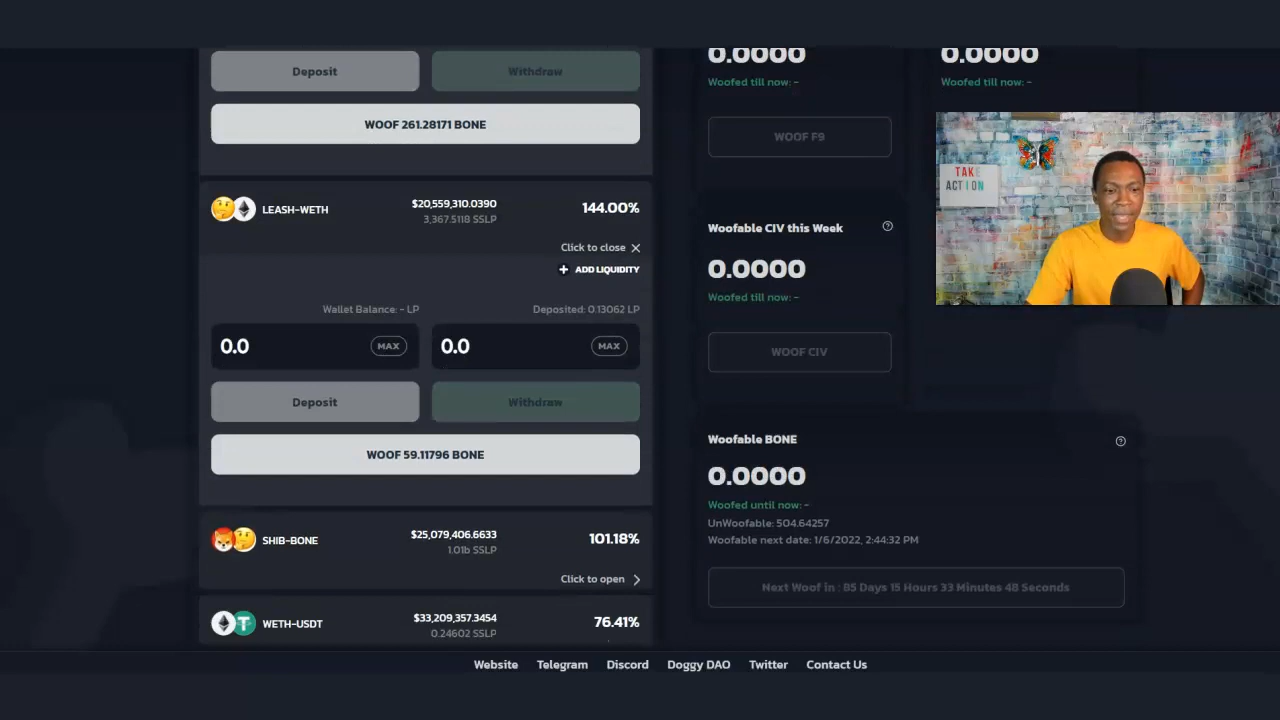 Deposit
Withdraw
WOOF 261.28171 BONE
LEASH-WETH
$20,559,310.0390
3,367.5118 SSLP
144.00%
Click to close
ADD LIQUIDITY
Wallet Balance: - LP
Deposited: 0.13062 LP
0.0
MAX
0.0
MAX
Deposit
Withdraw
WOOF 59.11796 BONE
SHIB-BONE
$25,079,406.6633
1.01b SSLP
101.18%
Click to open
WETH-USDT
$33,209,357.3454
0.24602 SSLP
76.41%
0.0000
Woofed till now: -
WOOF F9
0.0000
Woofed till now: -
TAKE
ACTION
Woofable CIV this Week
0.0000
Woofed till now: -
WOOF CIV
Woofable BONE
0.0000
Woofed until now: -
UnWoofable: 504.64257
Woofable next date: 1/6/2022, 2:44:32 PM
Next Woof in : 85 Days 15 Hours 33 Minutes 48 Seconds
Website Telegram Discord Doggy DAO Twitter Contact Us